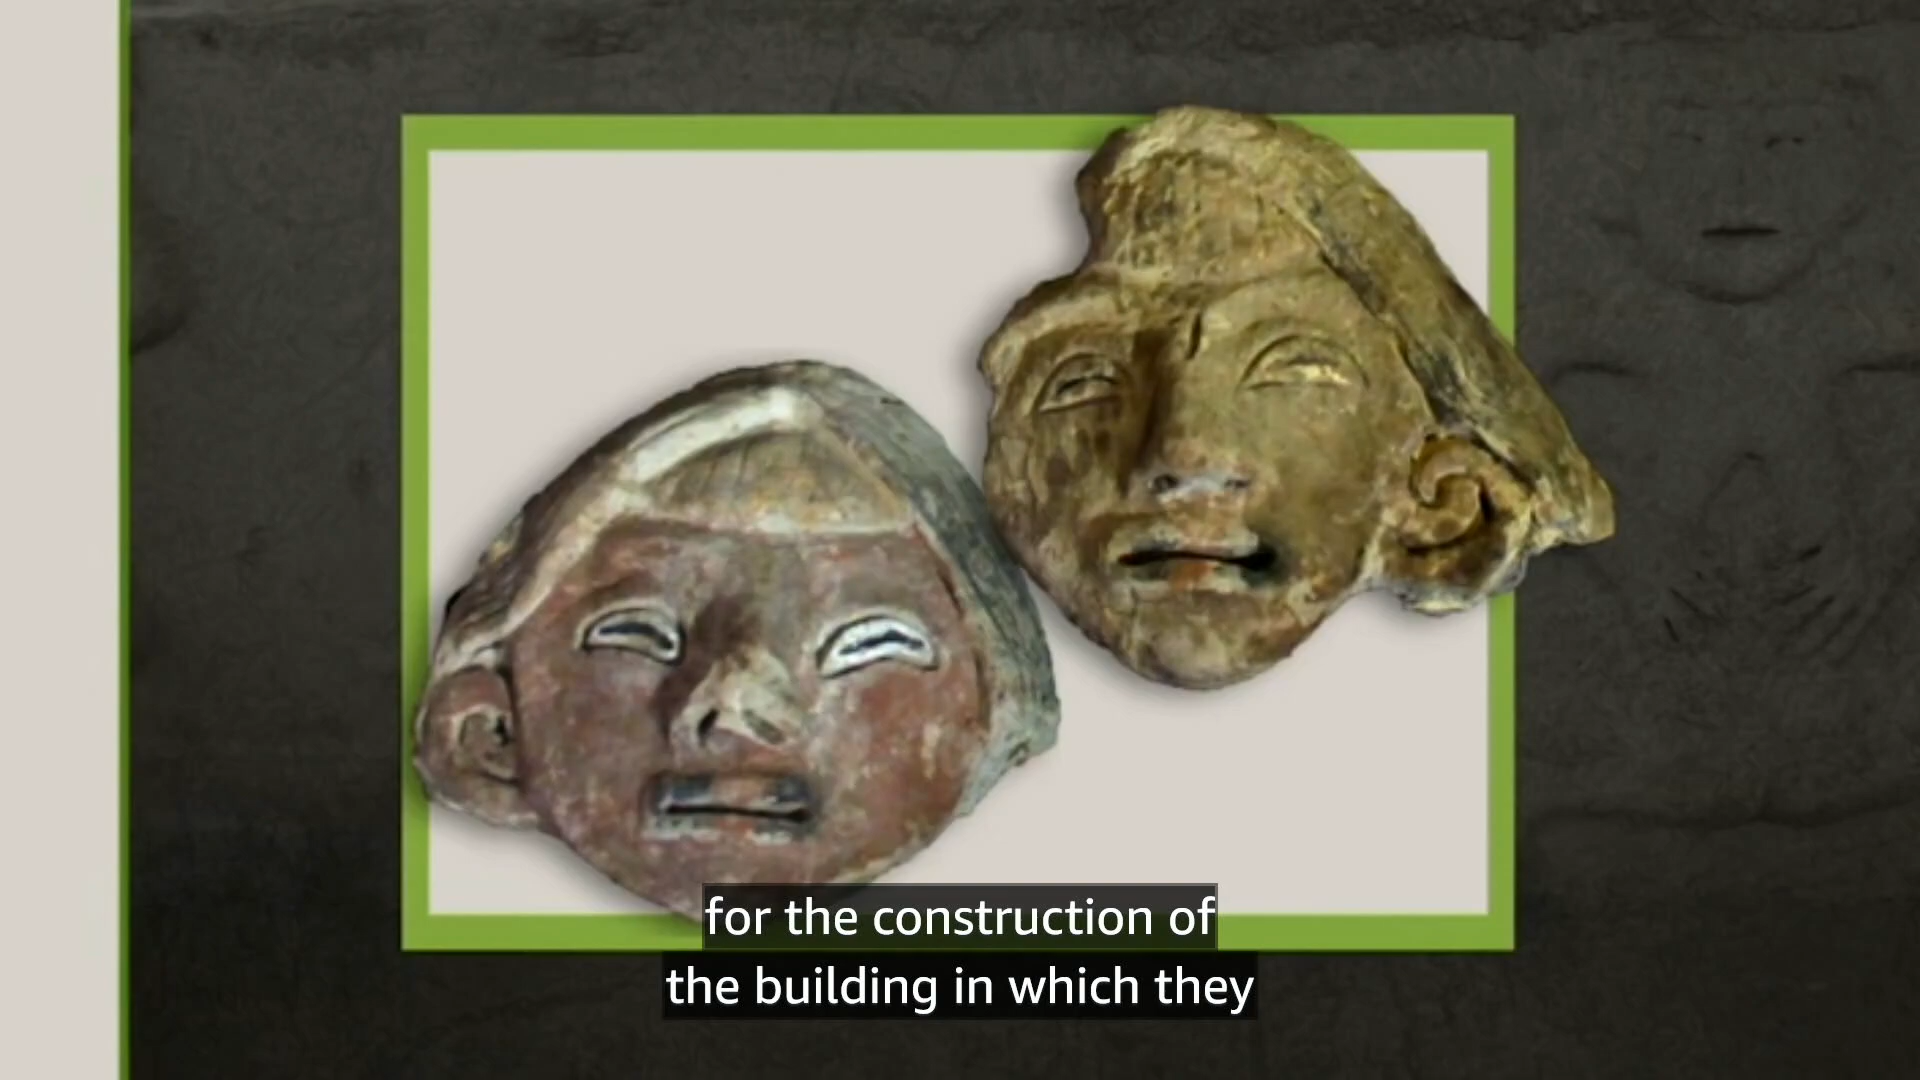 for the construction of
the building in which they